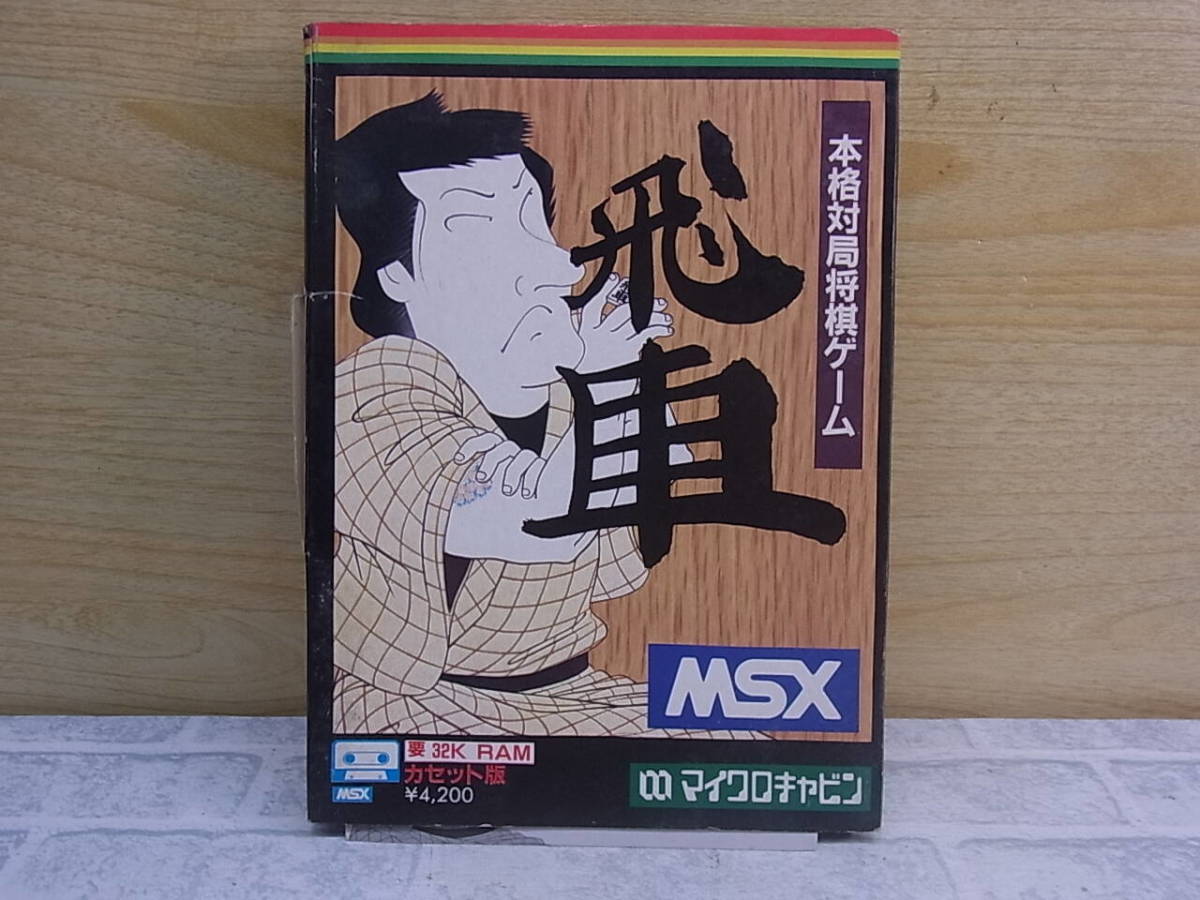 本格対局将棋ゲーム
飛車
MSX
要 32K RAM
カセット版
¥4,200
MSX
マイクロキャビン